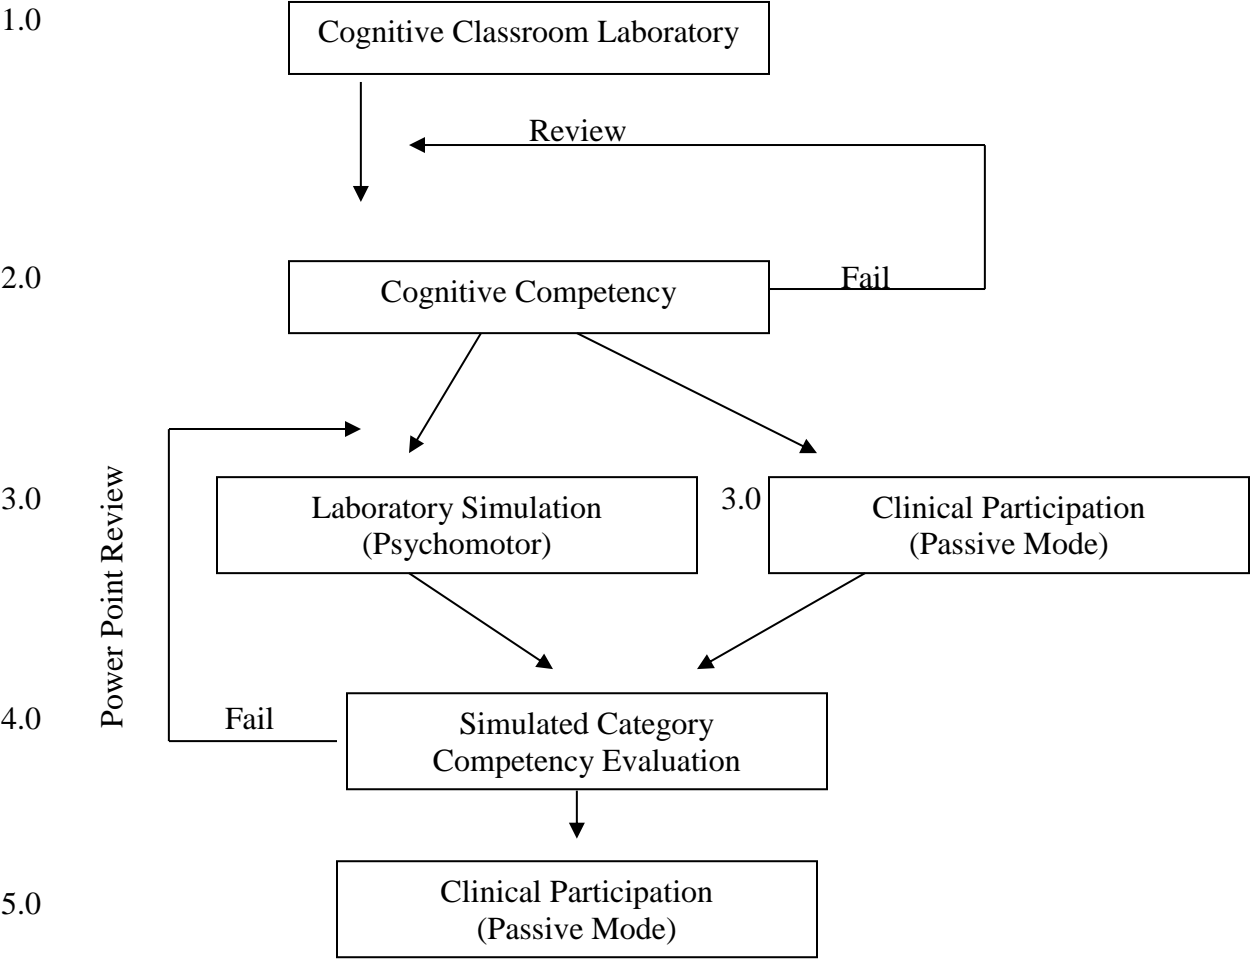 1.0
Cognitive Classroom Laboratory
Review
2.0
Cognitive Competency
Fail
3.0
Laboratory Simulation
(Psychomotor)
3.0
Clinical Participation
(Passive Mode)
Power Point Review
4.0
Fail
Simulated Category
Competency Evaluation
5.0
Clinical Participation
(Passive Mode)